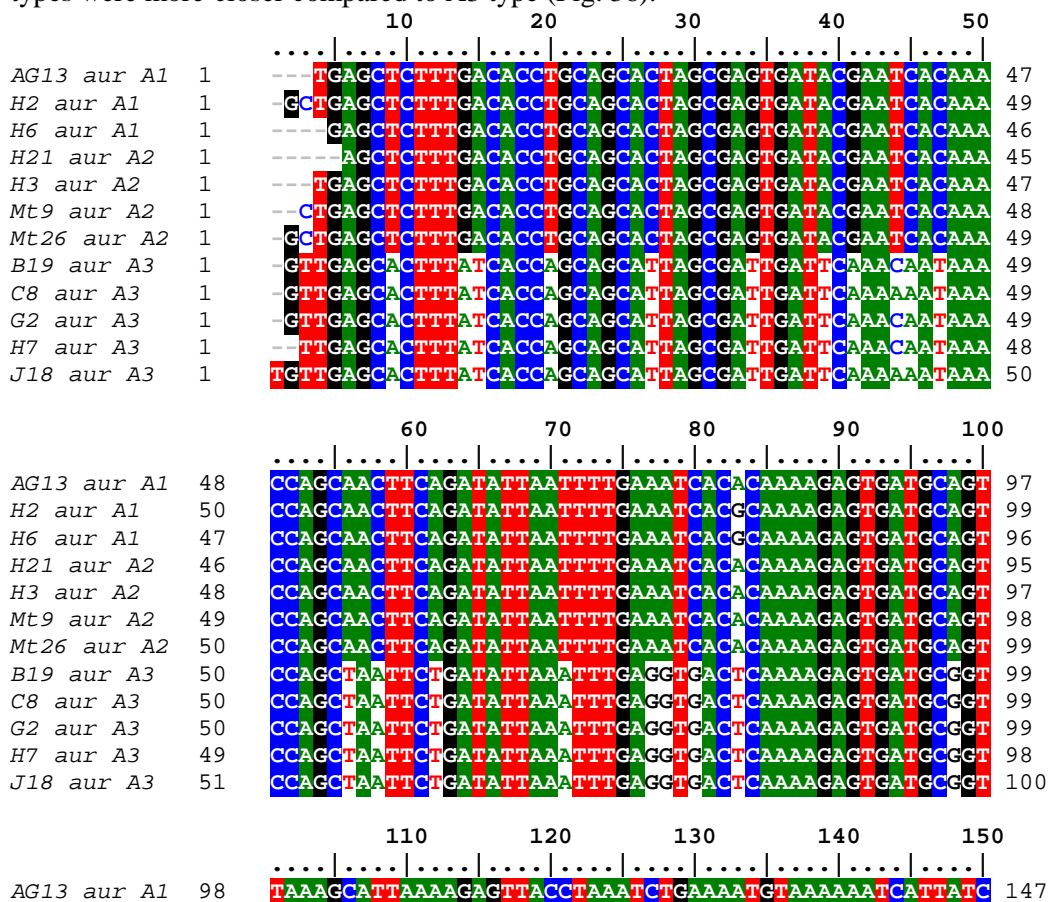 types were more closer compared to A3 type (Fig. 3b).
10 20 30 40 50
....|....|....|....|....|....|....|....|....|....|
AG13 aur A1 1 ---TGAGCTCTTTGACACCTGCAGCACTAGCGAGTGATACGAATCACAAA 47
H2 aur A1 1 -GCTGAGCTCTTTGACACCTGCAGCACTAGCGAGTGATACGAATCACAAA 49
H6 aur A1 1 ----GAGCTCTTTGACACCTGCAGCACTAGCGAGTGATACGAATCACAAA 46
H21 aur A2 1 -----AGCTCTTTGACACCTGCAGCACTAGCGAGTGATACGAATCACAAA 45
H3 aur A2 1 ---TGAGCTCTTTGACACCTGCAGCACTAGCGAGTGATACGAATCACAAA 47
Mt9 aur A2 1 --CTGAGCTCTTTGACACCTGCAGCACTAGCGAGTGATACGAATCACAAA 48
Mt26 aur A2 1 -GCTGAGCTCTTTGACACCTGCAGCACTAGCGAGTGATACGAATCACAAA 49
B19 aur A3 1 -GTTGAGCACTTTATCACCAGCAGCATTAGCGATTGATTCAAACAATAAA 49
C8 aur A3 1 -GTTGAGCACTTTATCACCAGCAGCATTAGCGATTGATTCAAAAAATAAA 49
G2 aur A3 1 -GTTGAGCACTTTATCACCAGCAGCATTAGCGATTGATTCAAACAATAAA 49
H7 aur A3 1 --TTGAGCACTTTATCACCAGCAGCATTAGCGATTGATTCAAACAATAAA 48
J18 aur A3 1 TGTTGAGCACTTTATCACCAGCAGCATTAGCGATTGATTCAAAAAATAAA 50
60 70 80 90 100
....|....|....|....|....|....|....|....|....|....|
AG13 aur A1 48 CCAGCAACTTCAGATATTAATTTTGAAATCACACAAAAGAGTGATGCAGT 97
H2 aur A1 50 CCAGCAACTTCAGATATTAATTTTGAAATCACGCAAAAGAGTGATGCAGT 99
H6 aur A1 47 CCAGCAACTTCAGATATTAATTTTGAAATCACGCAAAAGAGTGATGCAGT 96
H21 aur A2 46 CCAGCAACTTCAGATATTAATTTTGAAATCACACAAAAGAGTGATGCAGT 95
H3 aur A2 48 CCAGCAACTTCAGATATTAATTTTGAAATCACACAAAAGAGTGATGCAGT 97
Mt9 aur A2 49 CCAGCAACTTCAGATATTAATTTTGAAATCACACAAAAGAGTGATGCAGT 98
Mt26 aur A2 50 CCAGCAACTTCAGATATTAATTTTGAAATCACACAAAAGAGTGATGCAGT 99
B19 aur A3 50 CCAGCTAATTCTGATATTAAATTTGAGGTGACTCAAAAGAGTGATGCGGT 99
C8 aur A3 50 CCAGCTAATTCTGATATTAAATTTGAGGTGACTCAAAAGAGTGATGCGGT 99
G2 aur A3 50 CCAGCTAATTCTGATATTAAATTTGAGGTGACTCAAAAGAGTGATGCGGT 99
H7 aur A3 49 CCAGCTAATTCTGATATTAAATTTGAGGTGACTCAAAAGAGTGATGCGGT 98
J18 aur A3 51 CCAGCTAATTCTGATATTAAATTTGAGGTGACTCAAAAGAGTGATGCGGT 100
110 120 130 140 150
....|....|....|....|....|....|....|....|....|....|
AG13 aur A1 98 TAAAGCATTAAAAGAGTTACCTAAATCTGAAAATGTAAAAAATCATTATC 147